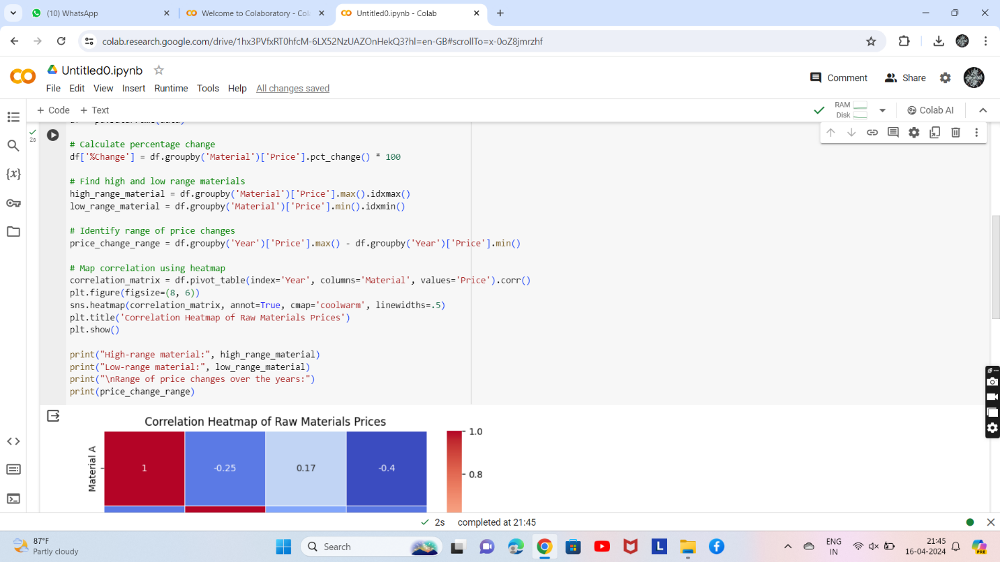 (10) WhatsApp
Welcome to Colaboratory - Col
Untitled0.ipynb - Colab
colab.research.google.com/drive/1hx3PVfxRT0hfcM-6LX52NzUAZOnHekQ3?hl=en-GB#scrollTo=x-0oZ8jmrzhf
Untitled0.ipynb
File Edit View Insert Runtime Tools Help All changes saved
Comment Share
+ Code + Text
RAM
Disk
Colab AI
2s
# Calculate percentage change
df['%Change'] = df.groupby('Material')['Price'].pct_change() * 100
# Find high and low range materials
high_range_material = df.groupby('Material')['Price'].max().idxmax()
low_range_material = df.groupby('Material')['Price'].min().idxmin()
# Identify range of price changes
price_change_range = df.groupby('Year')['Price'].max() - df.groupby('Year')['Price'].min()
# Map correlation using heatmap
correlation_matrix = df.pivot_table(index='Year', columns='Material', values='Price').corr()
plt.figure(figsize=(8, 6))
sns.heatmap(correlation_matrix, annot=True, cmap='coolwarm', linewidths=.5)
plt.title('Correlation Heatmap of Raw Materials Prices')
plt.show()
print("High-range material:", high_range_material)
print("Low-range material:", low_range_material)
print("\nRange of price changes over the years:")
print(price_change_range)
Correlation Heatmap of Raw Materials Prices
Material A
1 -0.25 0.17 -0.4
1.0
0.8
2s completed at 21:45
87°F
Partly cloudy
Search
ENG
IN
21:45
16-04-2024